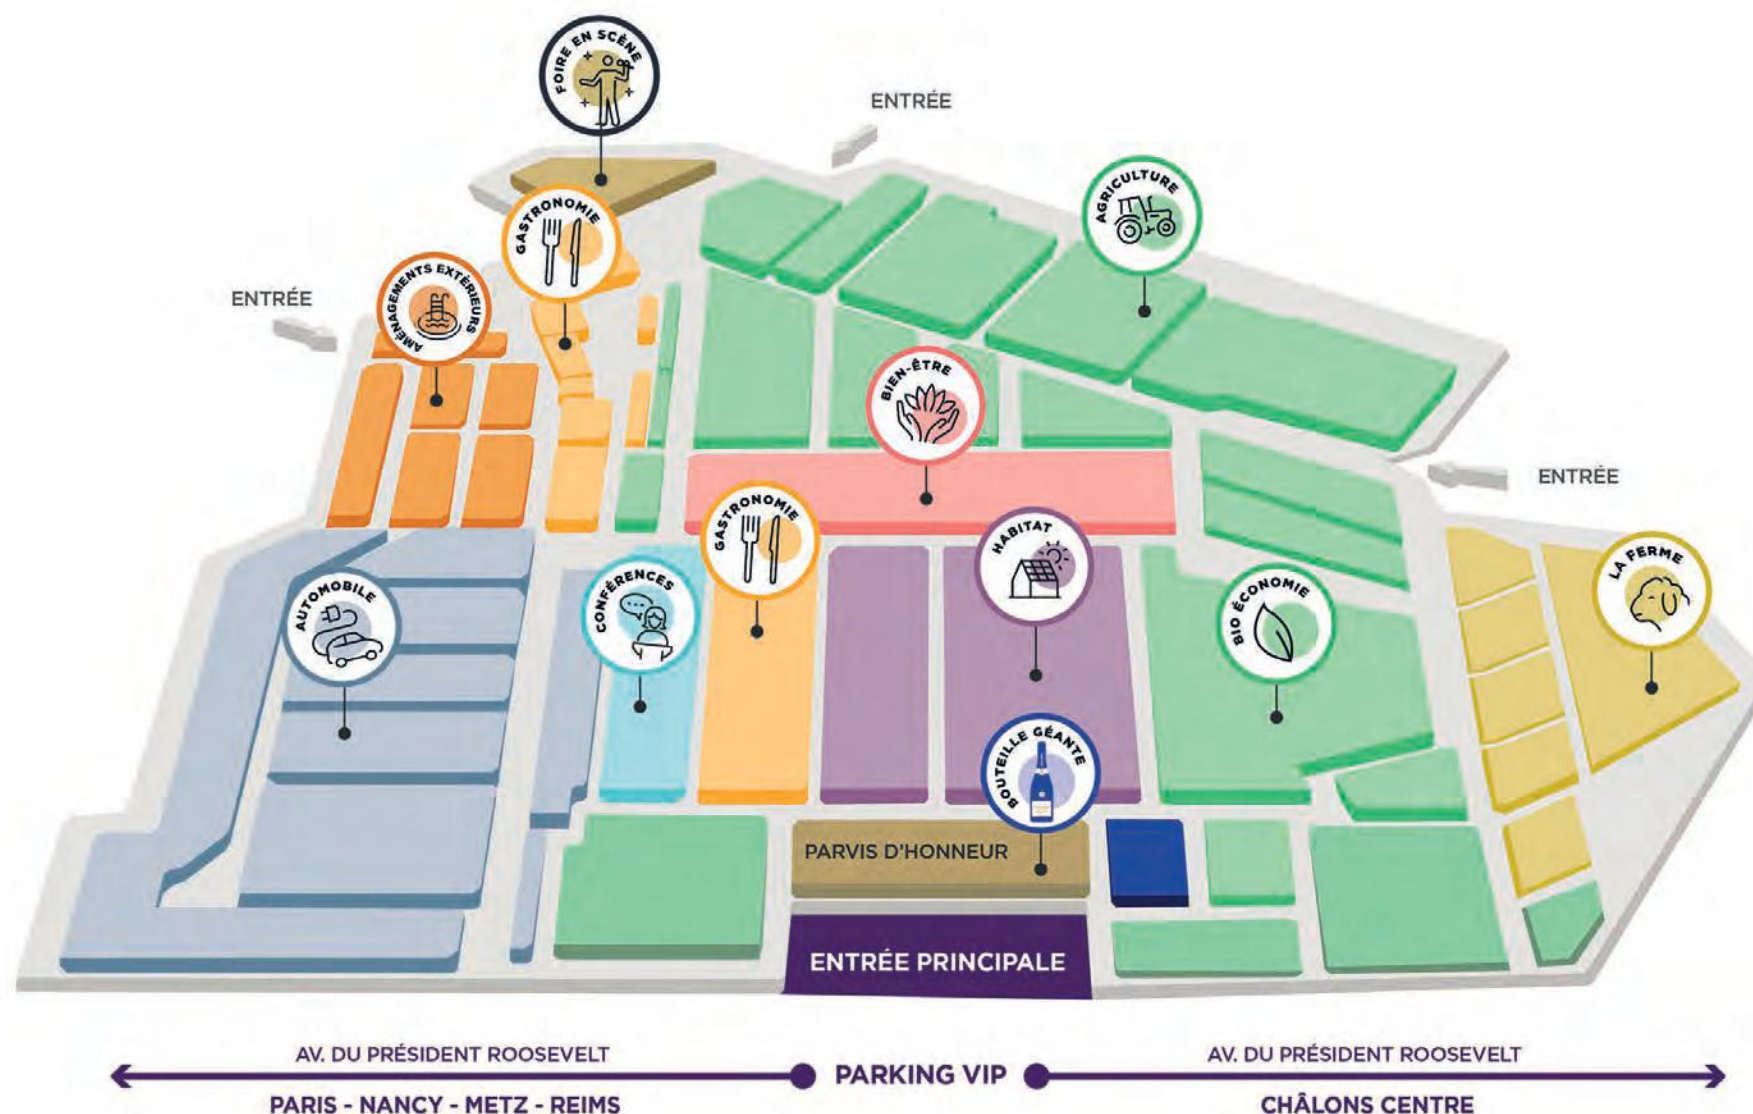 FOIRE EN SCÈNE
ENTRÉE
AGRICULTURE
GASTRONOMIE
AMÉNAGEMENTS EXTÉRIEURS
ENTRÉE
BIEN-ÊTRE
ENTRÉE
GASTRONOMIE
HABITAT
LA FERME
AUTOMOBILE
CONFÉRENCES
BIO ÉCONOMIE
BOUTEILLE GÉANTE
PARVIS D'HONNEUR
ENTRÉE PRINCIPALE
AV. DU PRÉSIDENT ROOSEVELT
PARKING VIP
AV. DU PRÉSIDENT ROOSEVELT
PARIS - NANCY - METZ - REIMS
CHÂLONS CENTRE